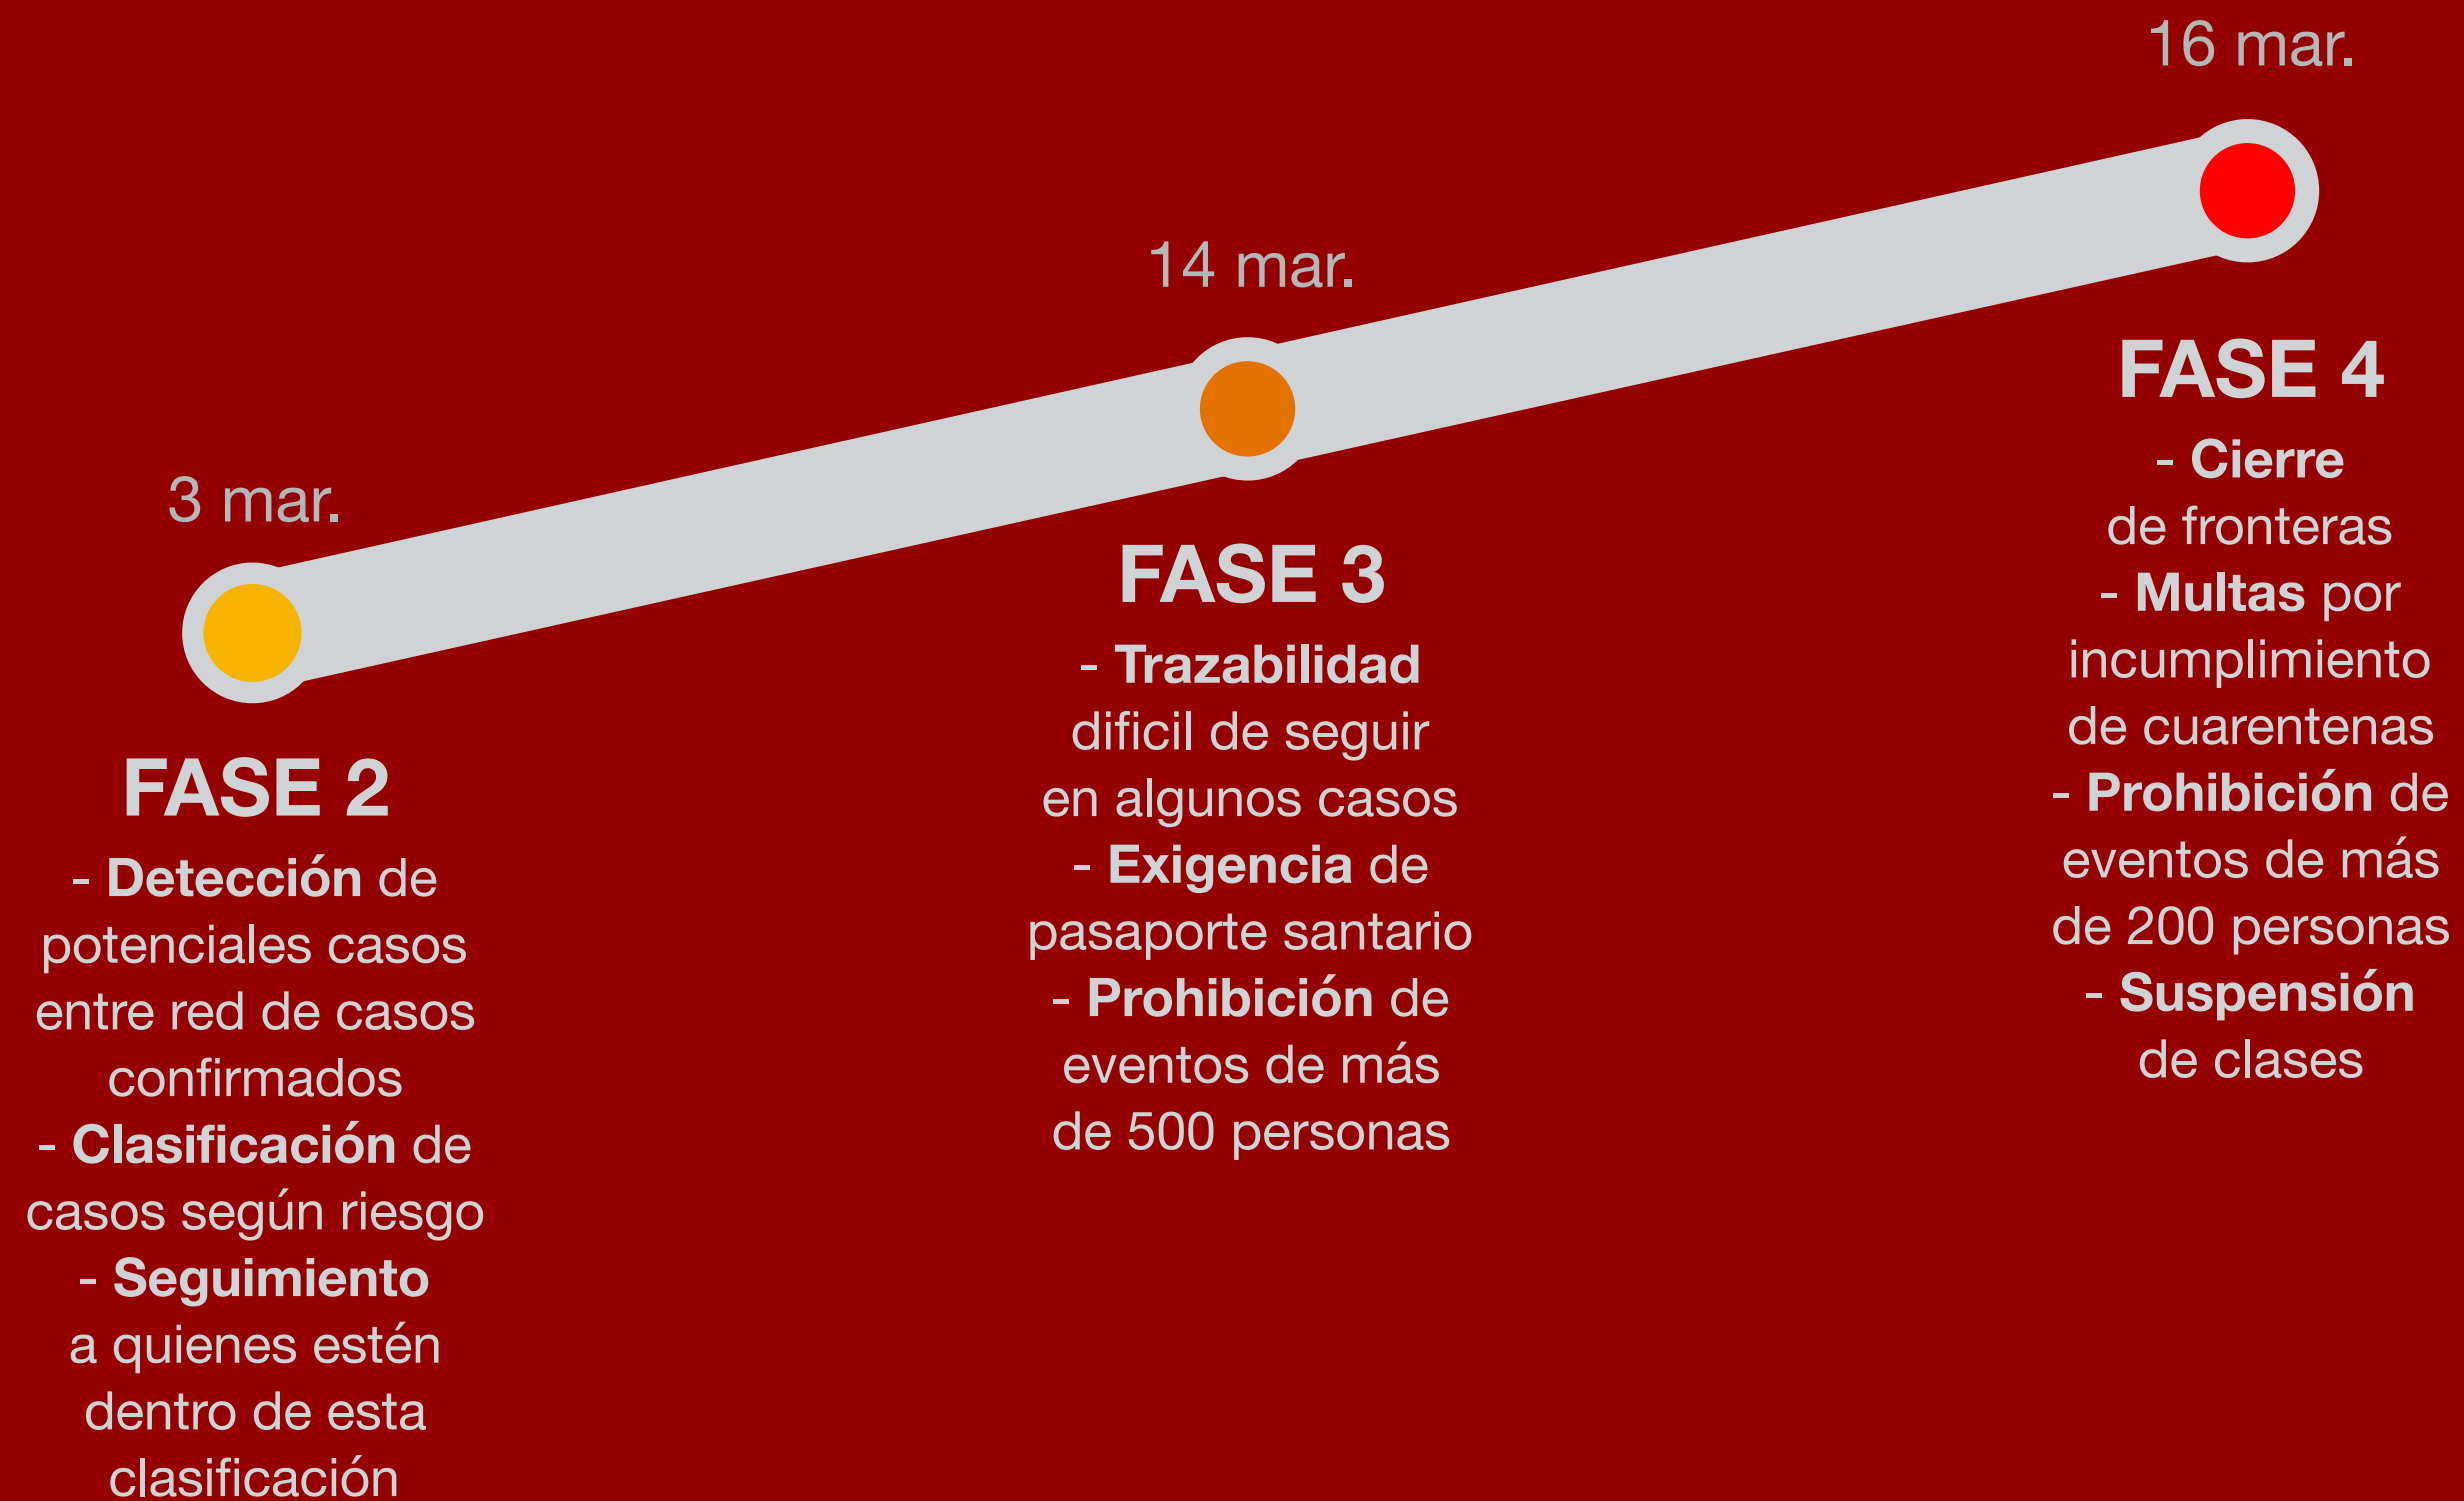 3 mar.
FASE 2
- Detección de
potenciales casos
entre red de casos
confirmados
- Clasificación de
casos según riesgo
- Seguimiento
a quienes estén
dentro de esta
clasificación
14 mar.
FASE 3
- Trazabilidad
dificil de seguir
en algunos casos
- Exigencia de
pasaporte santario
- Prohibición de
eventos de más
de 500 personas
16 mar.
FASE 4
- Cierre
de fronteras
- Multas por
incumplimiento
de cuarentenas
- Prohibición de
eventos de más
de 200 personas
- Suspensión
de clases